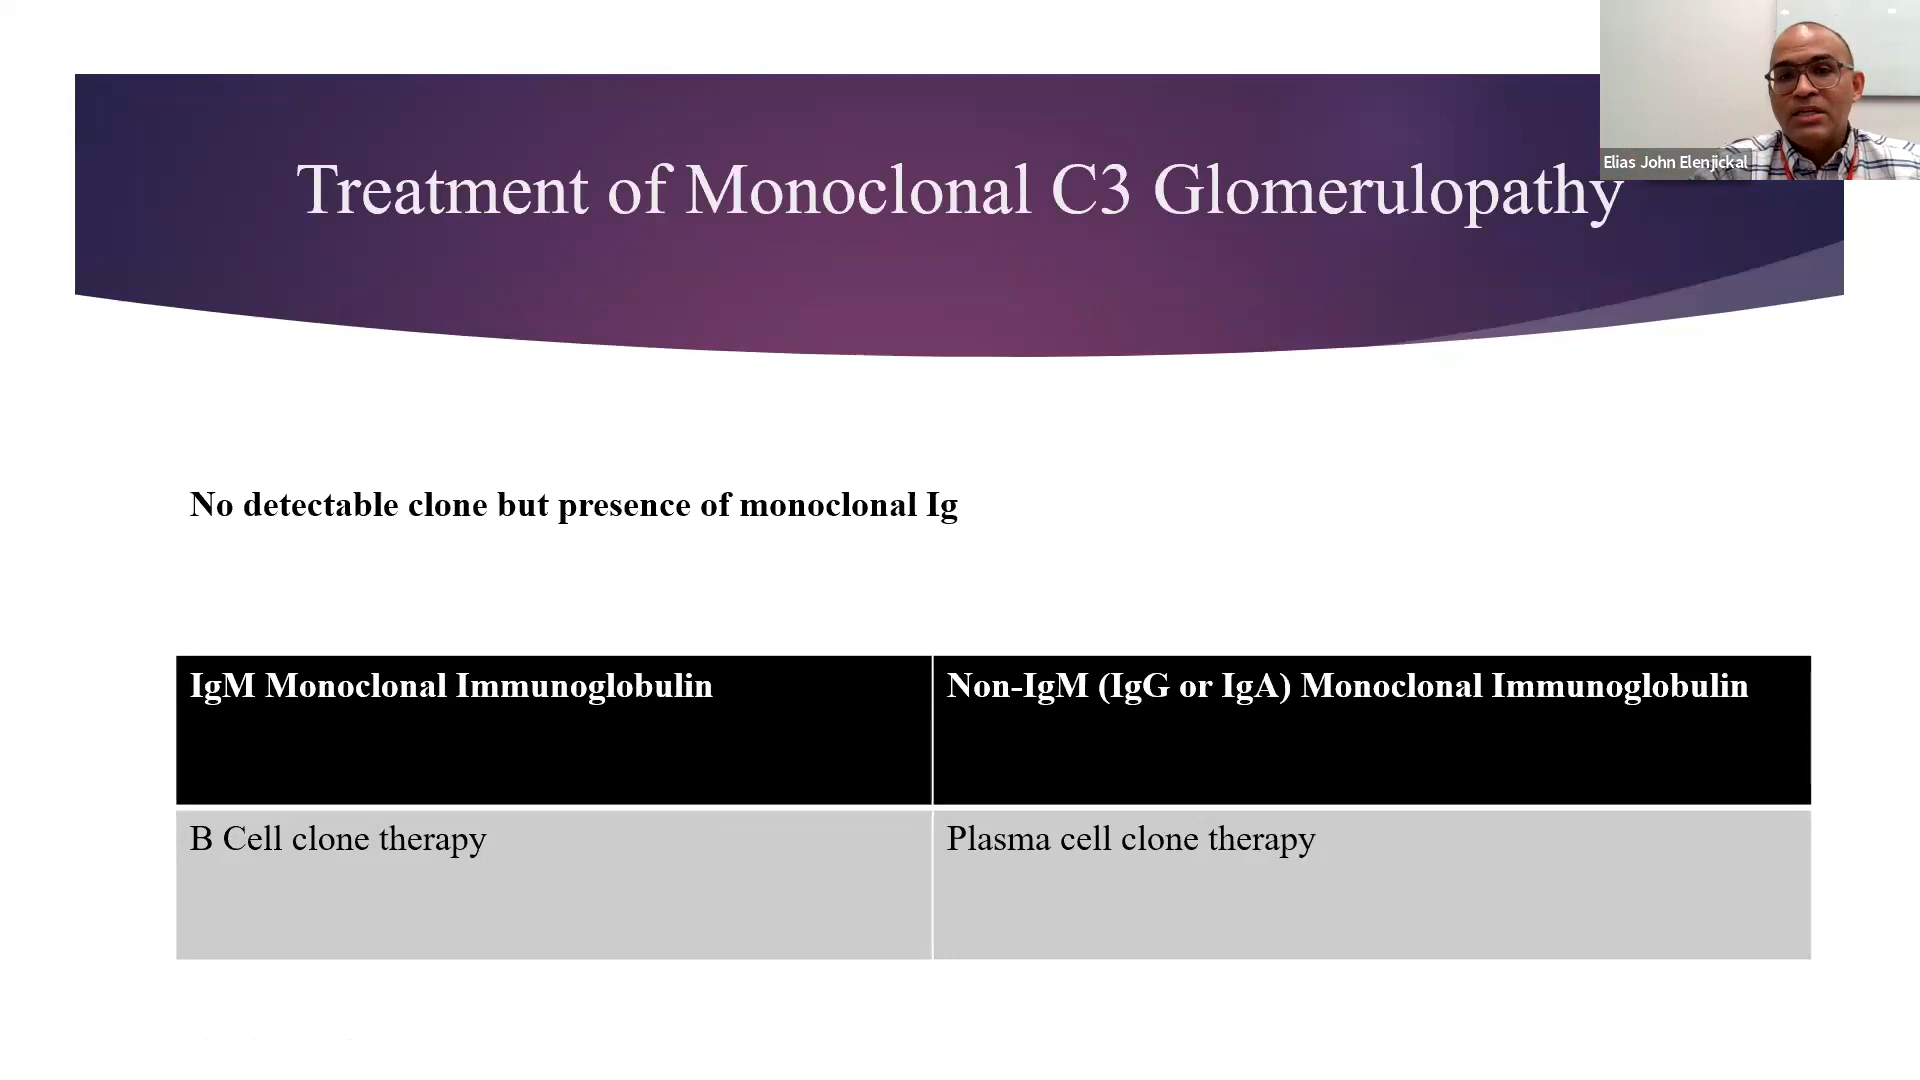 Elias John Elenjickal
Treatment of Monoclonal C3 Glomerulopathy
No detectable clone but presence of monoclonal Ig
IgM Monoclonal Immunoglobulin
Non-IgM (IgG or IgA) Monoclonal Immunoglobulin
B Cell clone therapy
Plasma cell clone therapy